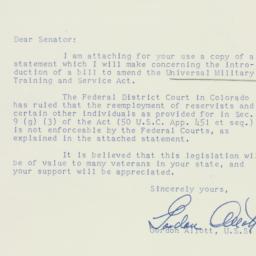 Dear Senator:
I am attaching for your use a copy of a
statement which I will make concerning the intro-
duction of a bill to amend the Universal Military
Training and Service Act.
The Federal District Court in Colorado
has ruled that the reemployment of reservists and
certain other individuals as provided for in Sec.
9 (g) (3) of the Act (50 U.S.C. App. 451 et seq.)
is not enforceable by the Federal Courts, as
explained in the attached statement.
It is believed that this legislation will
be of value to many veterans in your state, and
your support will be appreciated.
Sincerely yours,
Gordon Allott
Gordon Allott, U.S.S.